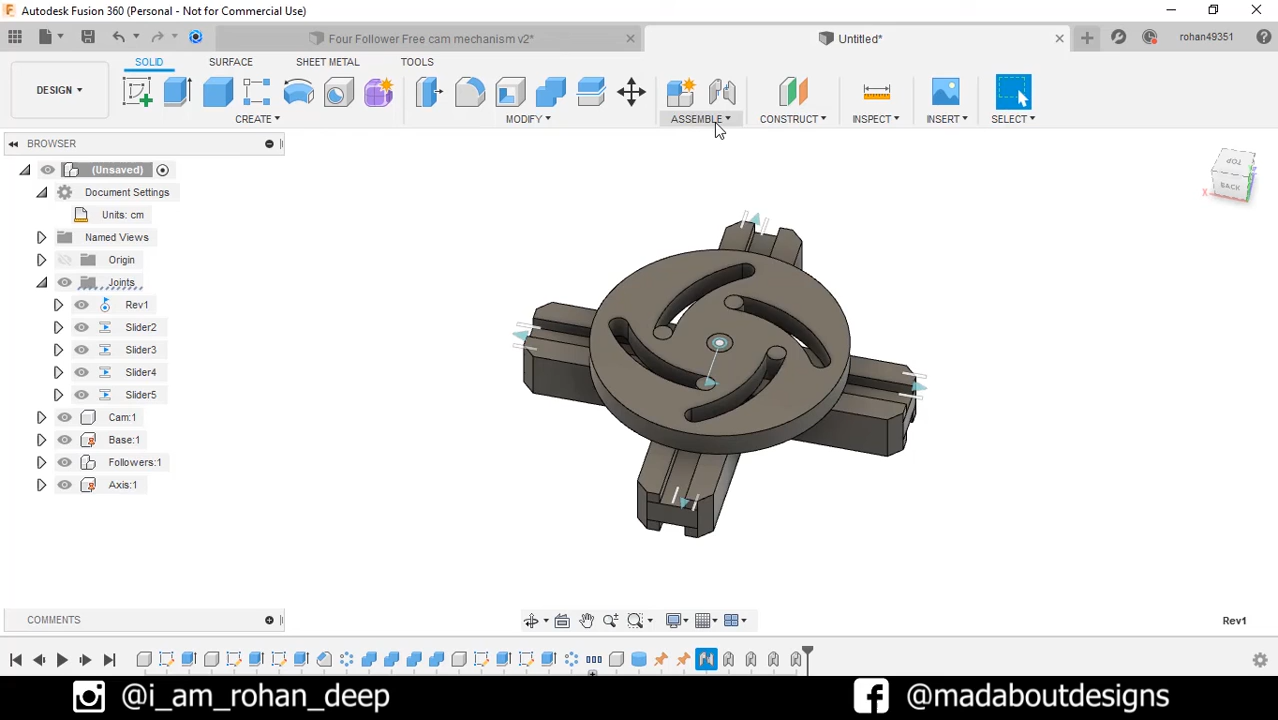 Autodesk Fusion 360 (Personal - Not for Commercial Use)
Four Follower Free cam mechanism v2*
Untitled*
rohan49351
SOLID
SURFACE
SHEET METAL
TOOLS
DESIGN
CREATE
MODIFY
ASSEMBLE
CONSTRUCT
INSPECT
INSERT
SELECT
BROWSER
(Unsaved)
Document Settings
Units: cm
Named Views
Origin
Joints
Rev1
Slider2
Slider3
Slider4
Slider5
Cam:1
Base:1
Followers:1
Axis:1
TOP
BACK
X
COMMENTS
Rev1
@i_am_rohan_deep
@madaboutdesigns